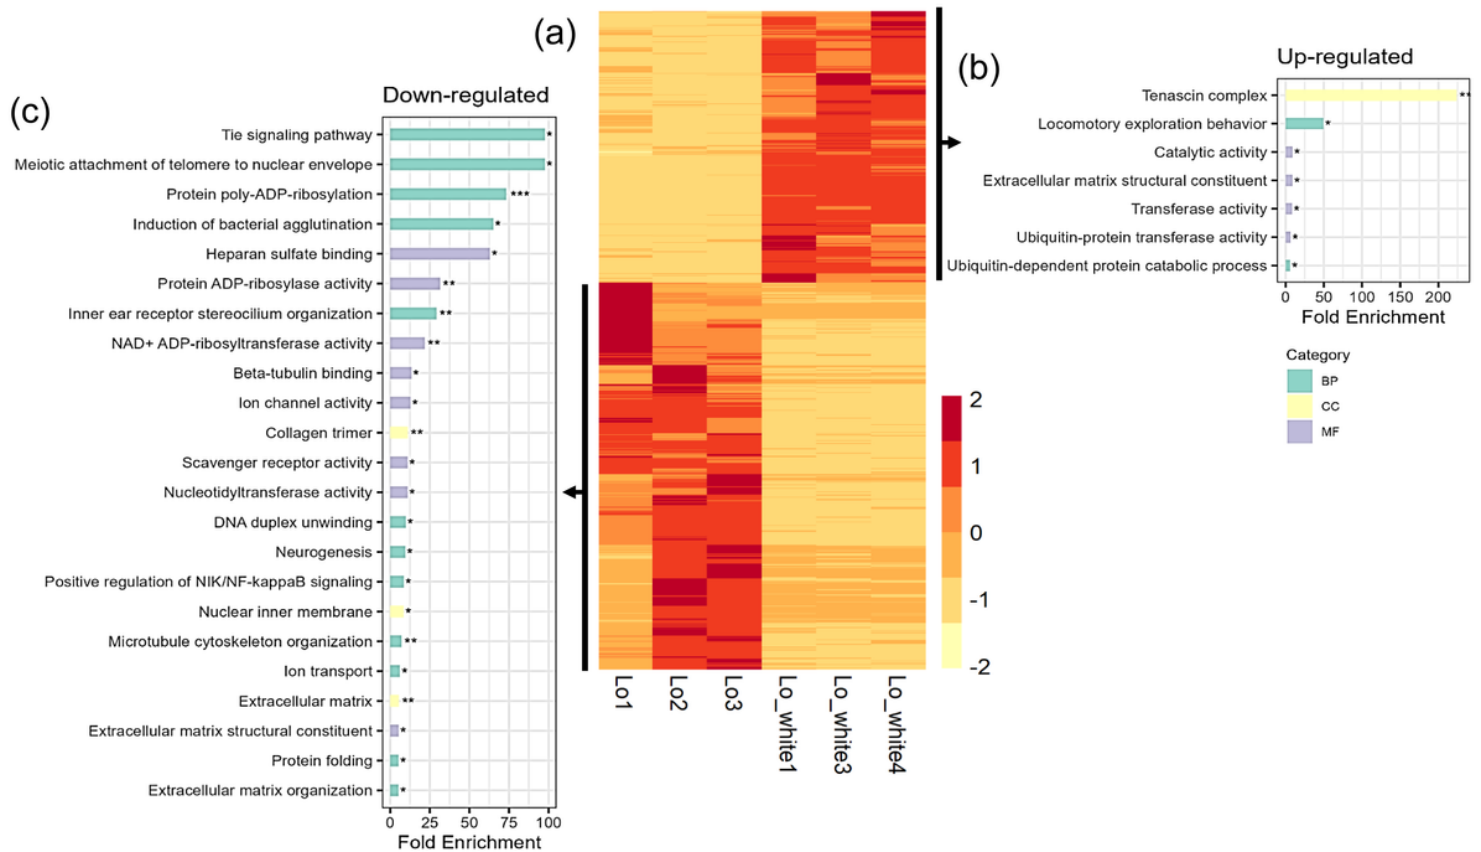 (a)
(b)
(c)
Down-regulated
Tie signaling pathway *
Meiotic attachment of telomere to nuclear envelope *
Protein poly-ADP-ribosylation ***
Induction of bacterial agglutination *
Heparan sulfate binding *
Protein ADP-ribosylase activity **
Inner ear receptor stereocilium organization **
NAD+ ADP-ribosyltransferase activity **
Beta-tubulin binding *
Ion channel activity *
Collagen trimer **
Scavenger receptor activity *
Nucleotidyltransferase activity *
DNA duplex unwinding *
Neurogenesis *
Positive regulation of NIK/NF-kappaB signaling *
Nuclear inner membrane *
Microtubule cytoskeleton organization **
Ion transport *
Extracellular matrix **
Extracellular matrix structural constituent *
Protein folding *
Extracellular matrix organization *
0 25 50 75 100
Fold Enrichment
Lo1 Lo2 Lo3 Lo_white1 Lo_white3 Lo_white4
2
1
0
-1
-2
Up-regulated
Tenascin complex **
Locomotory exploration behavior *
Catalytic activity *
Extracellular matrix structural constituent *
Transferase activity *
Ubiquitin-protein transferase activity *
Ubiquitin-dependent protein catabolic process *
0 50 100 150 200
Fold Enrichment
Category
BP
CC
MF